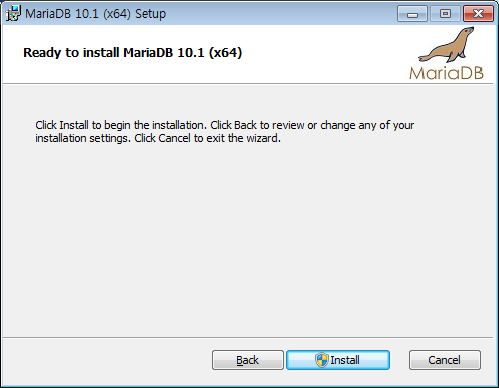 MariaDB 10.1 (x64) Setup
Ready to install MariaDB 10.1 (x64)
MariaDB
Click Install to begin the installation. Click Back to review or change any of your
installation settings. Click Cancel to exit the wizard.
Back
Install
Cancel